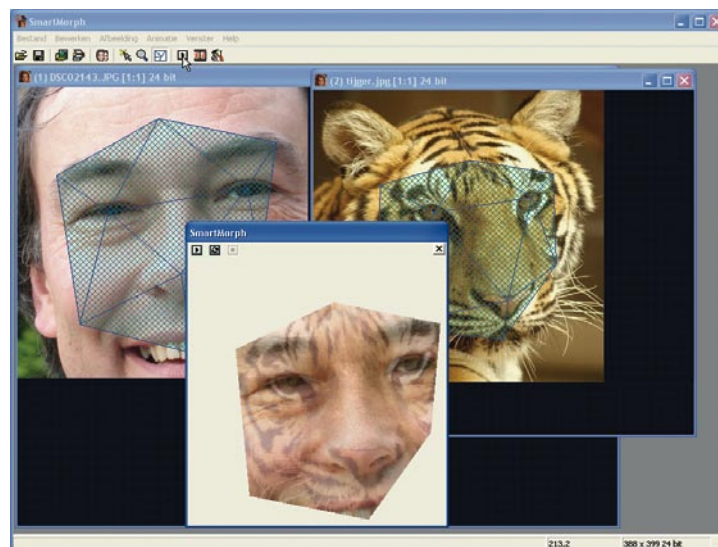 SmartMorph
Bestand Bewerken Afbeelding Animatie Venster Help
(1) DSC02143.JPG [1:1] 24 bit
(2) tijger.jpg [1:1] 24 bit
SmartMorph
213,2 388 x 399 24 bit